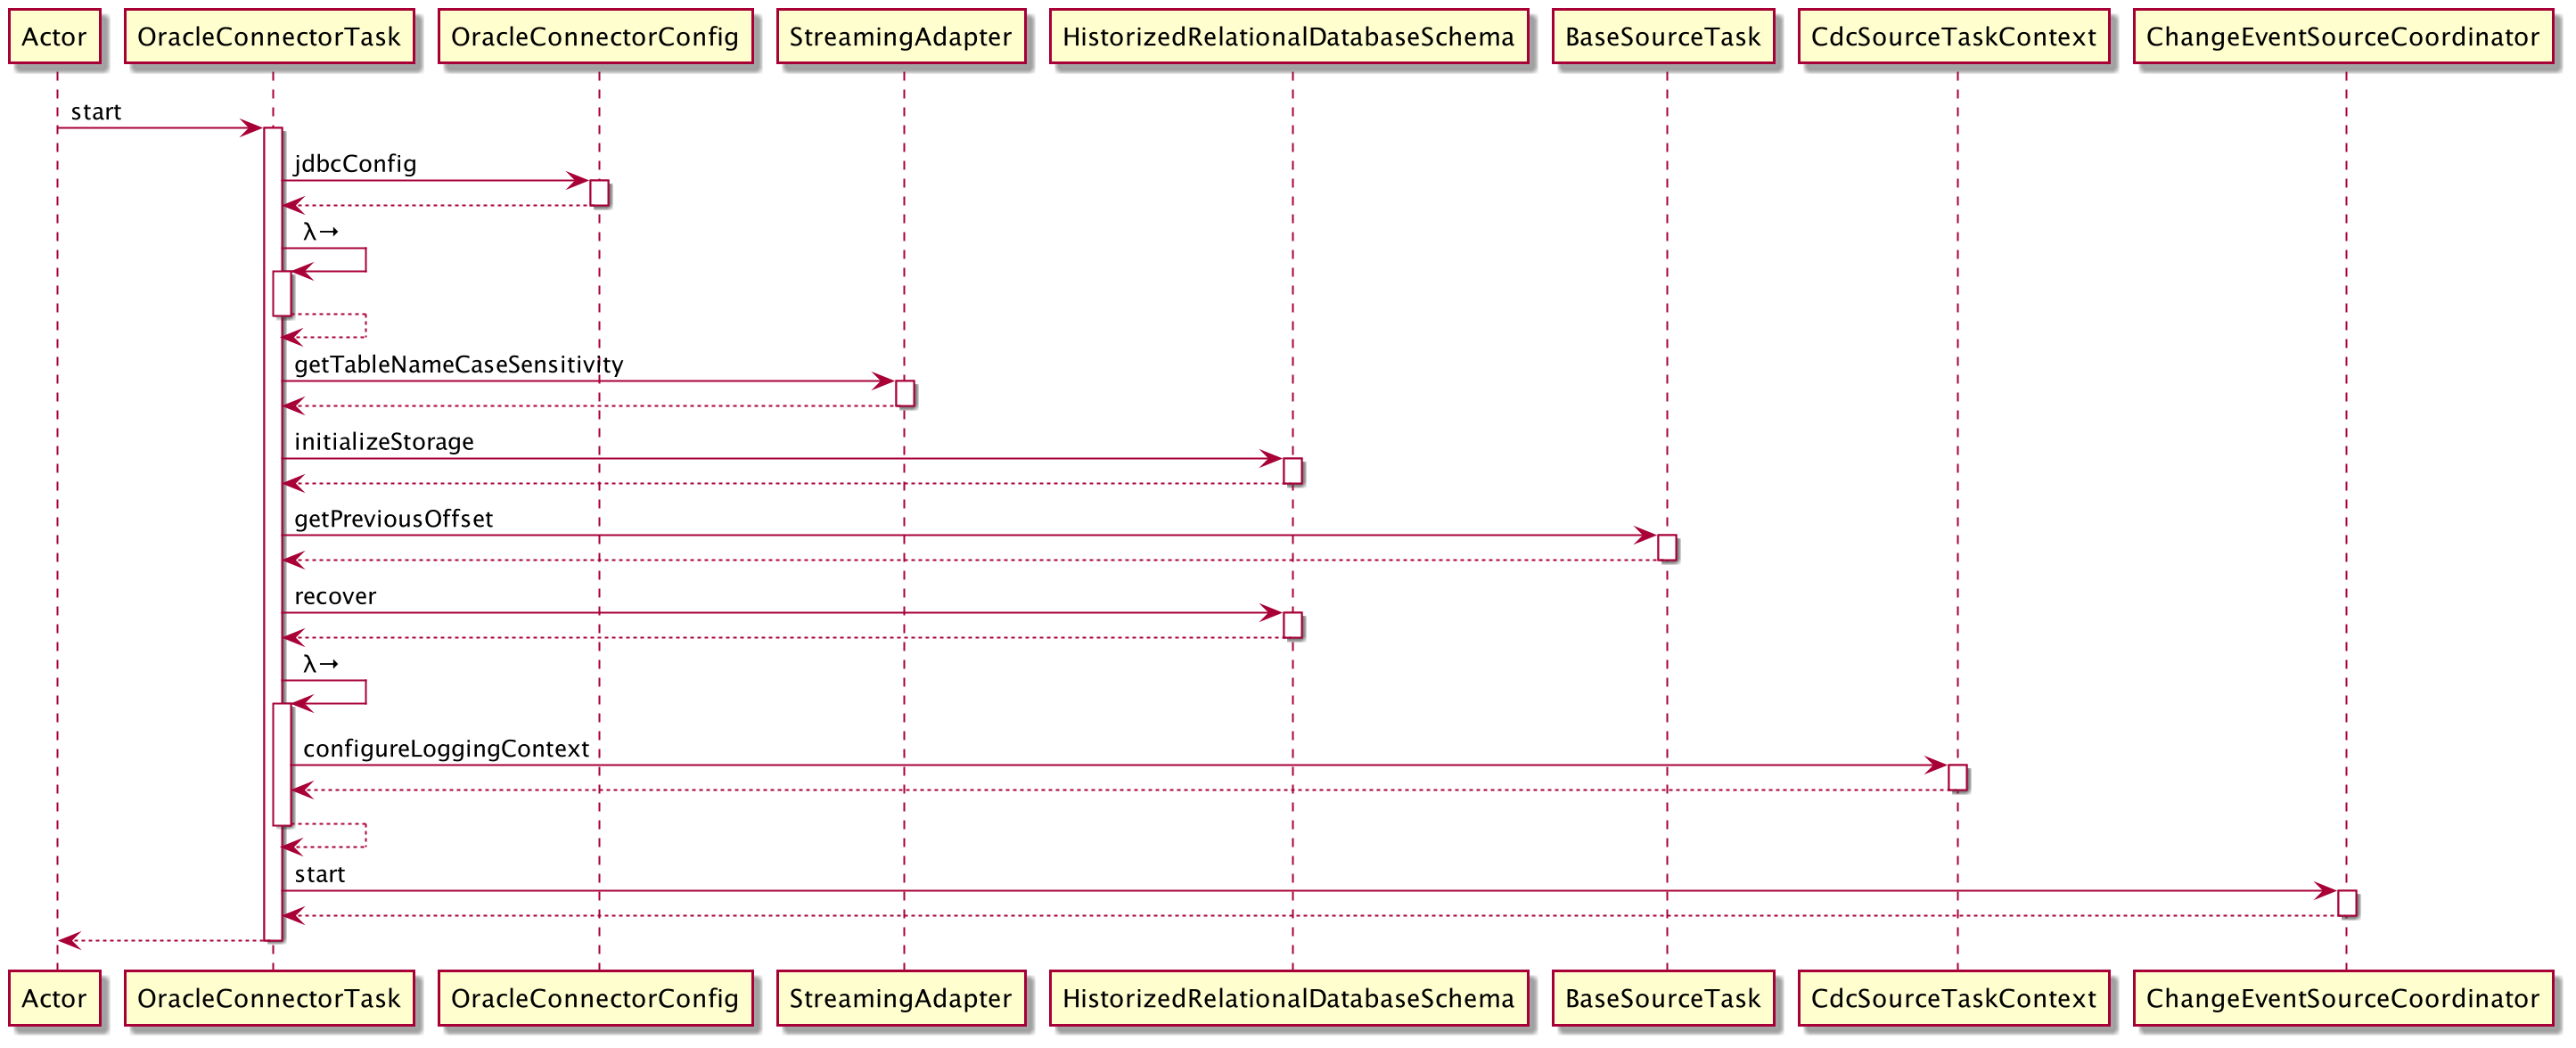 Actor
OracleConnectorTask
OracleConnectorConfig
StreamingAdapter
HistorizedRelationalDatabaseSchema
BaseSourceTask
CdcSourceTaskContext
ChangeEventSourceCoordinator
start
jdbcConfig
λ→
getTableNameCaseSensitivity
initializeStorage
getPreviousOffset
recover
λ→
configureLoggingContext
start
Actor
OracleConnectorTask
OracleConnectorConfig
StreamingAdapter
HistorizedRelationalDatabaseSchema
BaseSourceTask
CdcSourceTaskContext
ChangeEventSourceCoordinator